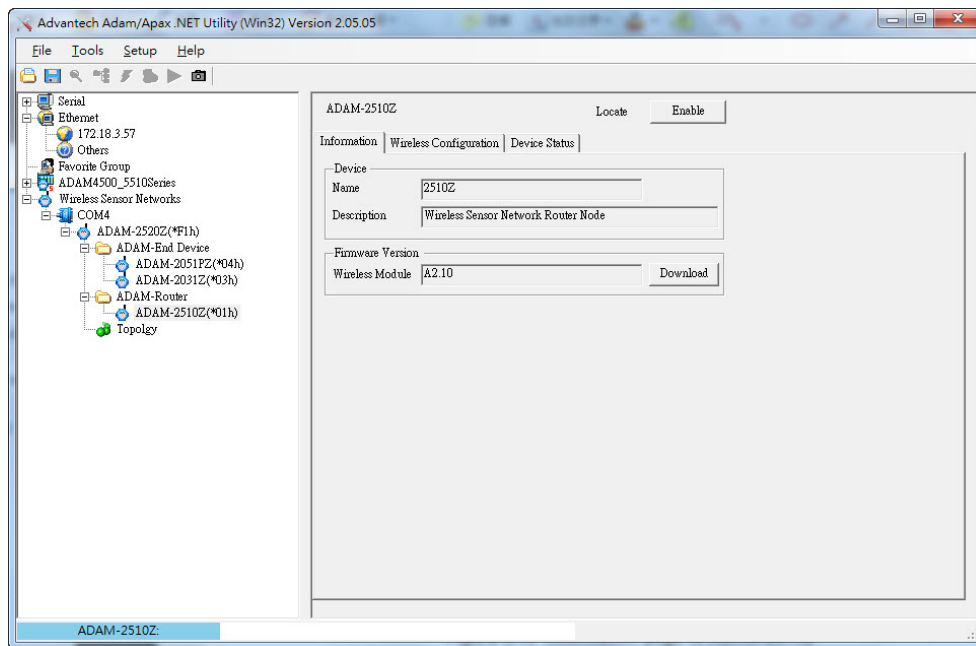 Advantech Adam/Apax .NET Utility (Win32) Version 2.05.05
File Tools Setup Help
Serial
Ethernet
172.18.3.57
Others
Favorite Group
ADAM4500_5510Series
Wireless Sensor Networks
COM4
ADAM-2520Z(*F1h)
ADAM-End Device
ADAM-2051PZ(*04h)
ADAM-2031Z(*03h)
ADAM-Router
ADAM-2510Z(*01h)
Topolgy
ADAM-2510Z Locate Enable
Information Wireless Configuration Device Status
Device
Name 2510Z
Description Wireless Sensor Network Router Node
Firmware Version
Wireless Module A2.10 Download
ADAM-2510Z: